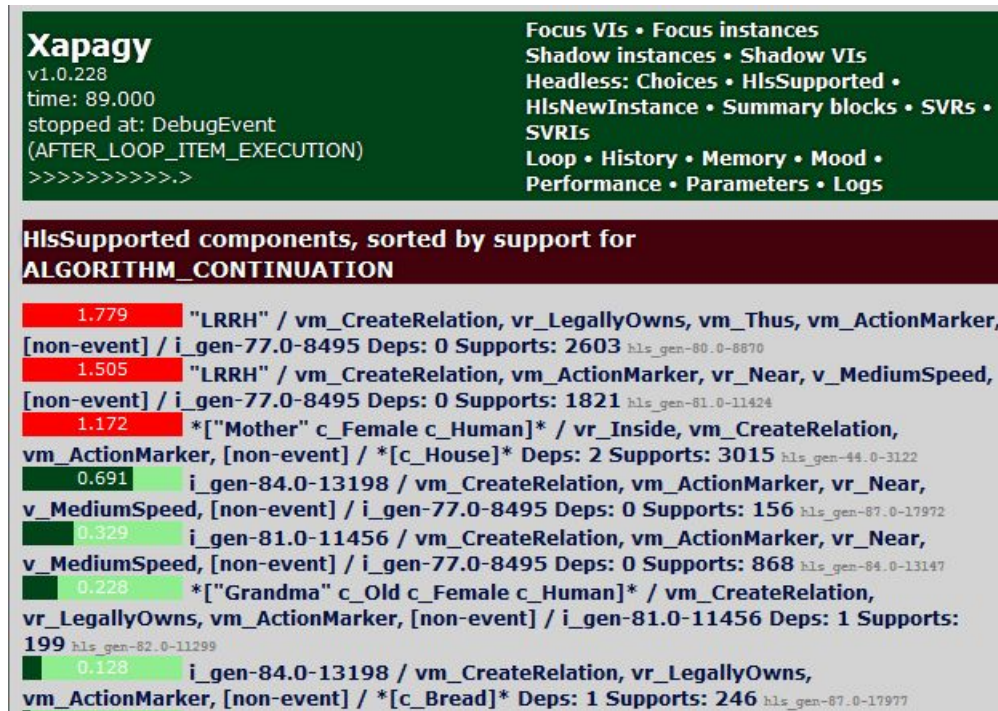 Xapagy
v1.0.228
time: 89.000
stopped at: DebugEvent
(AFTER_LOOP_ITEM_EXECUTION)
>>>>>>>>>>.>
Focus VIs • Focus instances
Shadow instances • Shadow VIs
Headless: Choices • HlsSupported •
HlsNewInstance • Summary blocks • SVRs •
SVRIs
Loop • History • Memory • Mood •
Performance • Parameters • Logs
HlsSupported components, sorted by support for
ALGORITHM_CONTINUATION
1.779 "LRRH" / vm_CreateRelation, vr_LegallyOwns, vm_Thus, vm_ActionMarker,
[non-event] / i_gen-77.0-8495 Deps: 0 Supports: 2603 hls_gen-80.0-8870
1.505 "LRRH" / vm_CreateRelation, vm_ActionMarker, vr_Near, v_MediumSpeed,
[non-event] / i_gen-77.0-8495 Deps: 0 Supports: 1821 hls_gen-81.0-11424
1.172 *["Mother" c_Female c_Human]* / vr_Inside, vm_CreateRelation,
vm_ActionMarker, [non-event] / *[c_House]* Deps: 2 Supports: 3015 hls_gen-44.0-3122
0.691 i_gen-84.0-13198 / vm_CreateRelation, vm_ActionMarker, vr_Near,
v_MediumSpeed, [non-event] / i_gen-77.0-8495 Deps: 0 Supports: 156 hls_gen-87.0-17972
0.329 i_gen-81.0-11456 / vm_CreateRelation, vm_ActionMarker, vr_Near,
v_MediumSpeed, [non-event] / i_gen-77.0-8495 Deps: 0 Supports: 868 hls_gen-84.0-13147
0.228 *["Grandma" c_Old c_Female c_Human]* / vm_CreateRelation,
vr_LegallyOwns, vm_ActionMarker, [non-event] / i_gen-81.0-11456 Deps: 1 Supports:
199 hls_gen-82.0-11299
0.128 i_gen-84.0-13198 / vm_CreateRelation, vr_LegallyOwns,
vm_ActionMarker, [non-event] / *[c_Bread]* Deps: 1 Supports: 246 hls_gen-87.0-17977